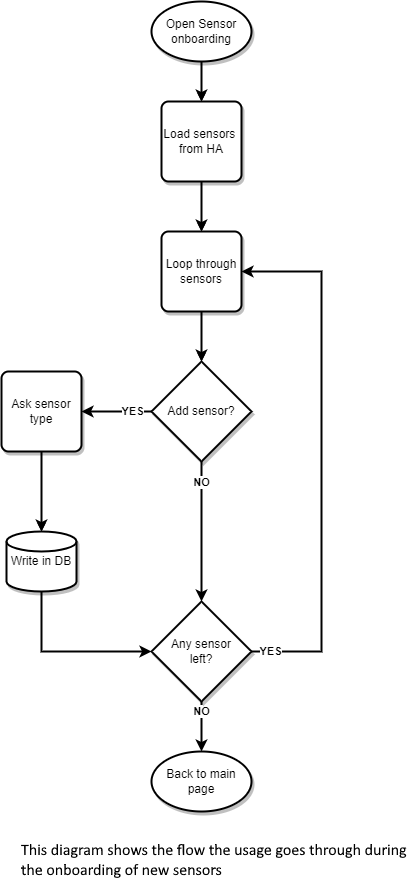 Open Sensor
onboarding
Load sensors
from HA
Loop through
sensors
Add sensor?
YES
Ask sensor
type
NO
Write in DB
Any sensor
left?
YES
NO
Back to main
page
This diagram shows the flow the usage goes through during
the onboarding of new sensors